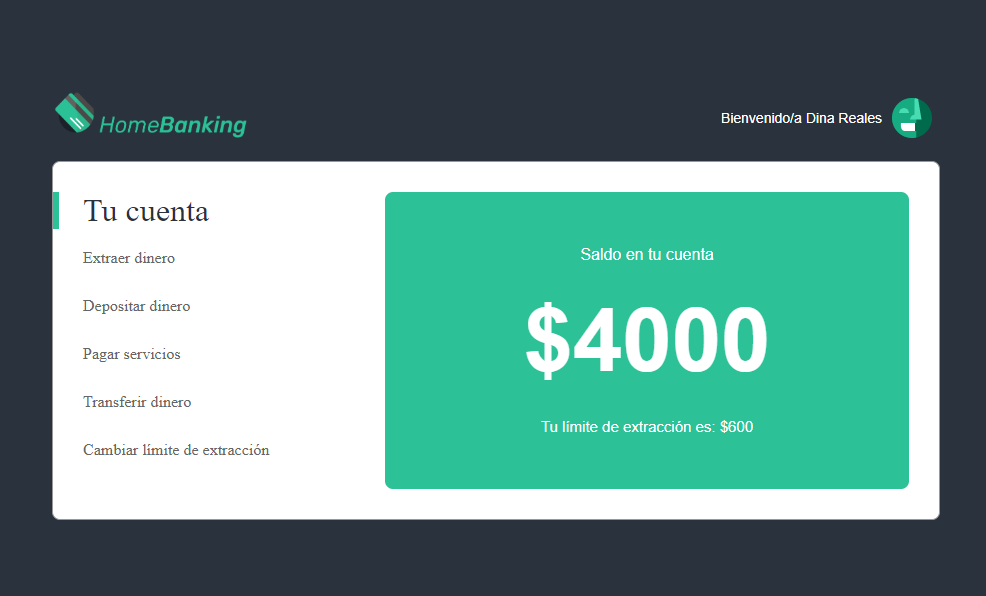 HomeBanking
Bienvenido/a Dina Reales
Tu cuenta
Extraer dinero
Depositar dinero
Pagar servicios
Transferir dinero
Cambiar límite de extracción
Saldo en tu cuenta
$4000
Tu límite de extracción es: $600